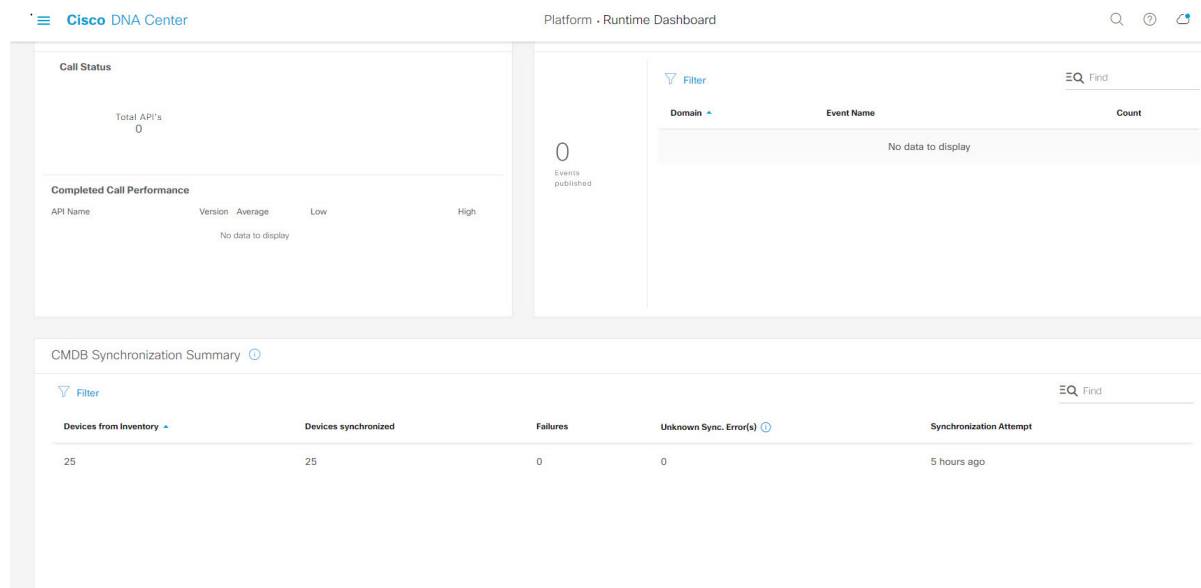 Cisco DNA Center
Platform • Runtime Dashboard
Call Status
Total API's
0
Completed Call Performance
API Name Version Average Low High
No data to display
0
Events
published
Filter
Find
Domain Event Name Count
No data to display
CMDB Synchronization Summary
Filter
Find
Devices from Inventory Devices synchronized Failures Unknown Sync. Error(s) Synchronization Attempt
25 25 0 0 5 hours ago